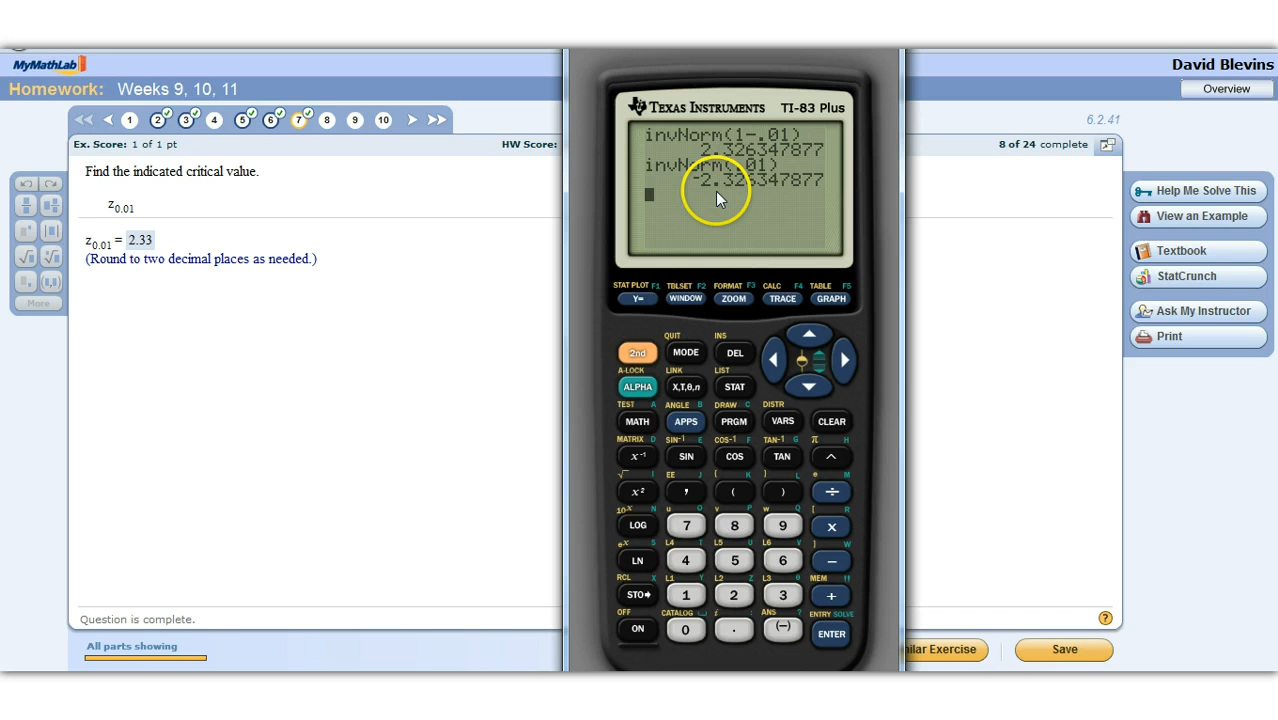 MyMathLab
David Blevins
Homework: Weeks 9, 10, 11
Overview
1 2 3 4 5 6 7 8 9 10
6.2.41
Ex. Score: 1 of 1 pt
HW Score:
8 of 24 complete
Find the indicated critical value.
z0.01
z0.01 = 2.33
(Round to two decimal places as needed.)
More
Help Me Solve This
View an Example
Textbook
StatCrunch
Ask My Instructor
Print
TEXAS INSTRUMENTS TI-83 Plus
invNorm(1-.01)
2.326347877
invNorm(.01)
-2.326347877
STAT PLOT F1 TBLSET F2 FORMAT F3 CALC F4 TABLE F5
Y= WINDOW ZOOM TRACE GRAPH
QUIT INS
2nd MODE DEL
A-LOCK LINK LIST
ALPHA X,T,θ,n STAT
TEST A ANGLE B DRAW C DISTR
MATH APPS PRGM VARS CLEAR
MATRIX D SIN-1 E COS-1 F TAN-1 G π H
x-1 SIN COS TAN ^
√ I EE J { K } L e M
x2 , ( ) ÷
10x N u O v P w Q [ R
LOG 7 8 9 x
ex S L4 T L5 U L6 V ] W
LN 4 5 6 −
RCL X L1 Y L2 Z L3 θ MEM "
STO➔ 1 2 3 +
OFF CATALOG i : ANS ? ENTRY SOLVE
ON 0 . (−) ENTER
Question is complete.
?
All parts showing
ilar Exercise
Save